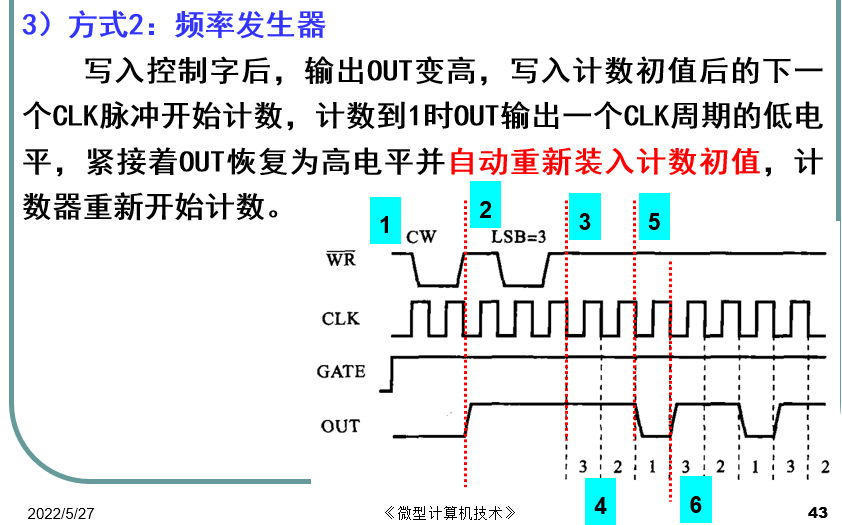 3）方式2：频率发生器
写入控制字后，输出OUT变高，写入计数初值后的下一
个CLK脉冲开始计数，计数到1时OUT输出一个CLK周期的低电
平，紧接着OUT恢复为高电平并自动重新装入计数初值，计
数器重新开始计数。
1 2 3 5
CW LSB=3
WR
CLK
GATE
OUT
3 2 1 3 2 1 3 2
4 6
2022/5/27 《微型计算机技术》 43